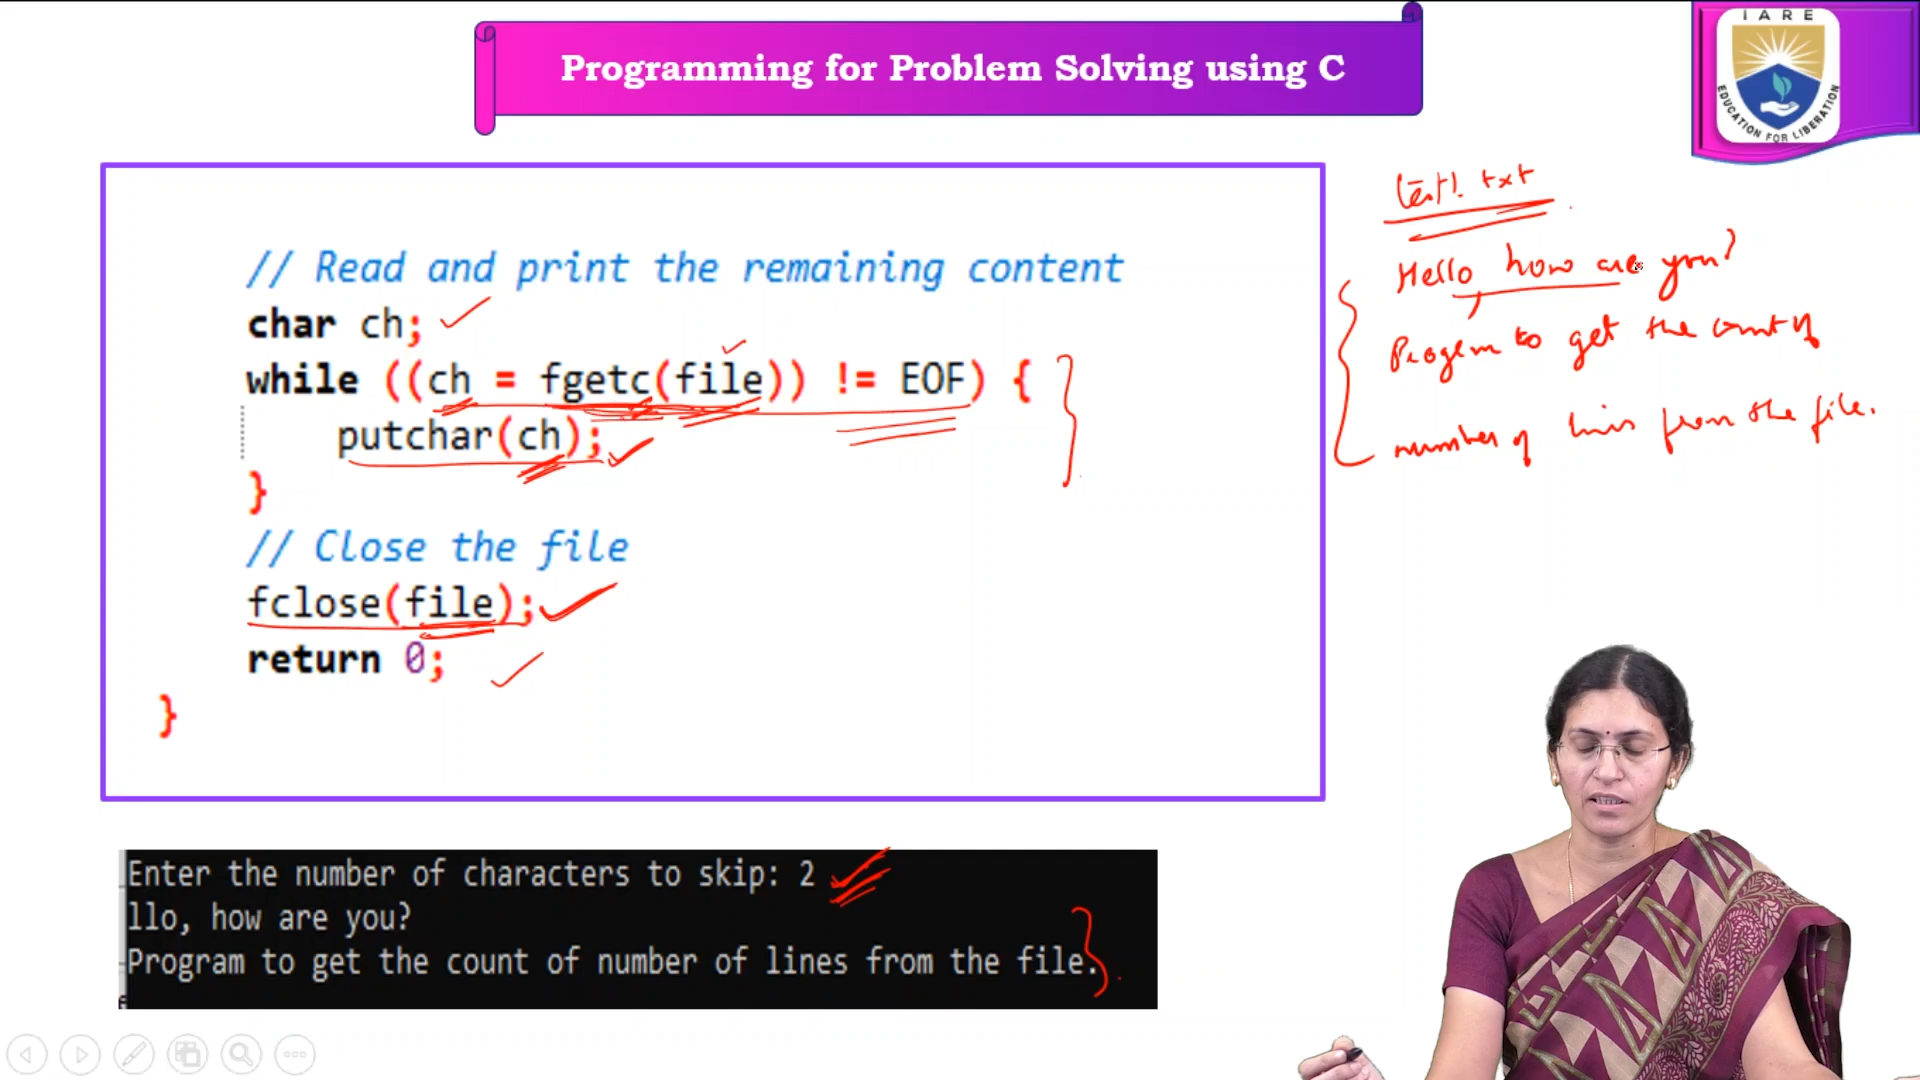 Programming for Problem Solving using C
IARE
EDUCATION FOR LIBERATION
// Read and print the remaining content
char ch;
while ((ch = fgetc(file)) != EOF) {
putchar(ch);
}
// Close the file
fclose(file);
return 0;
}
test1.txt
Hello how are you?
Program to get the count of
number of lines from the file.
Enter the number of characters to skip: 2
llo, how are you?
Program to get the count of number of lines from the file.